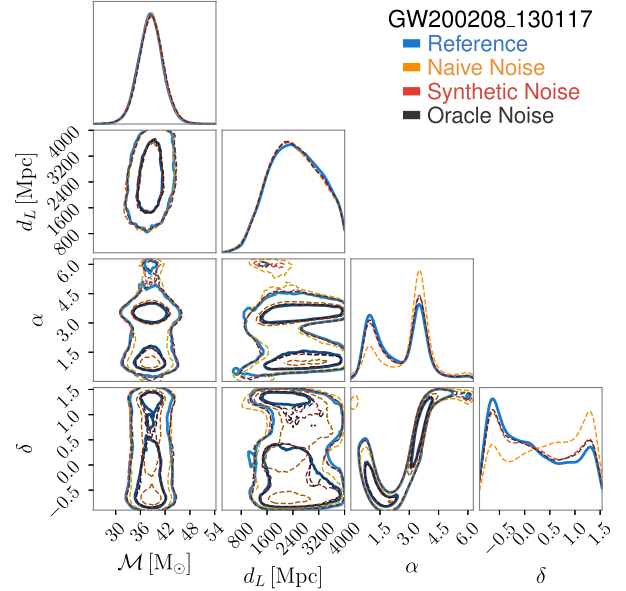 GW200208_130117
Reference
Naive Noise
Synthetic Noise
Oracle Noise
4000
3200
2400
1600
800
d_L [Mpc]
6.0
4.5
3.0
1.5
α
1.5
1.0
0.5
0.0
−0.5
δ
30 36 42 48 54
800 1600 2400 3200 4000
1.5 3.0 4.5 6.0
−0.5 0.0 0.5 1.0 1.5
ℳ [M_⊙]
d_L [Mpc]
α
δ